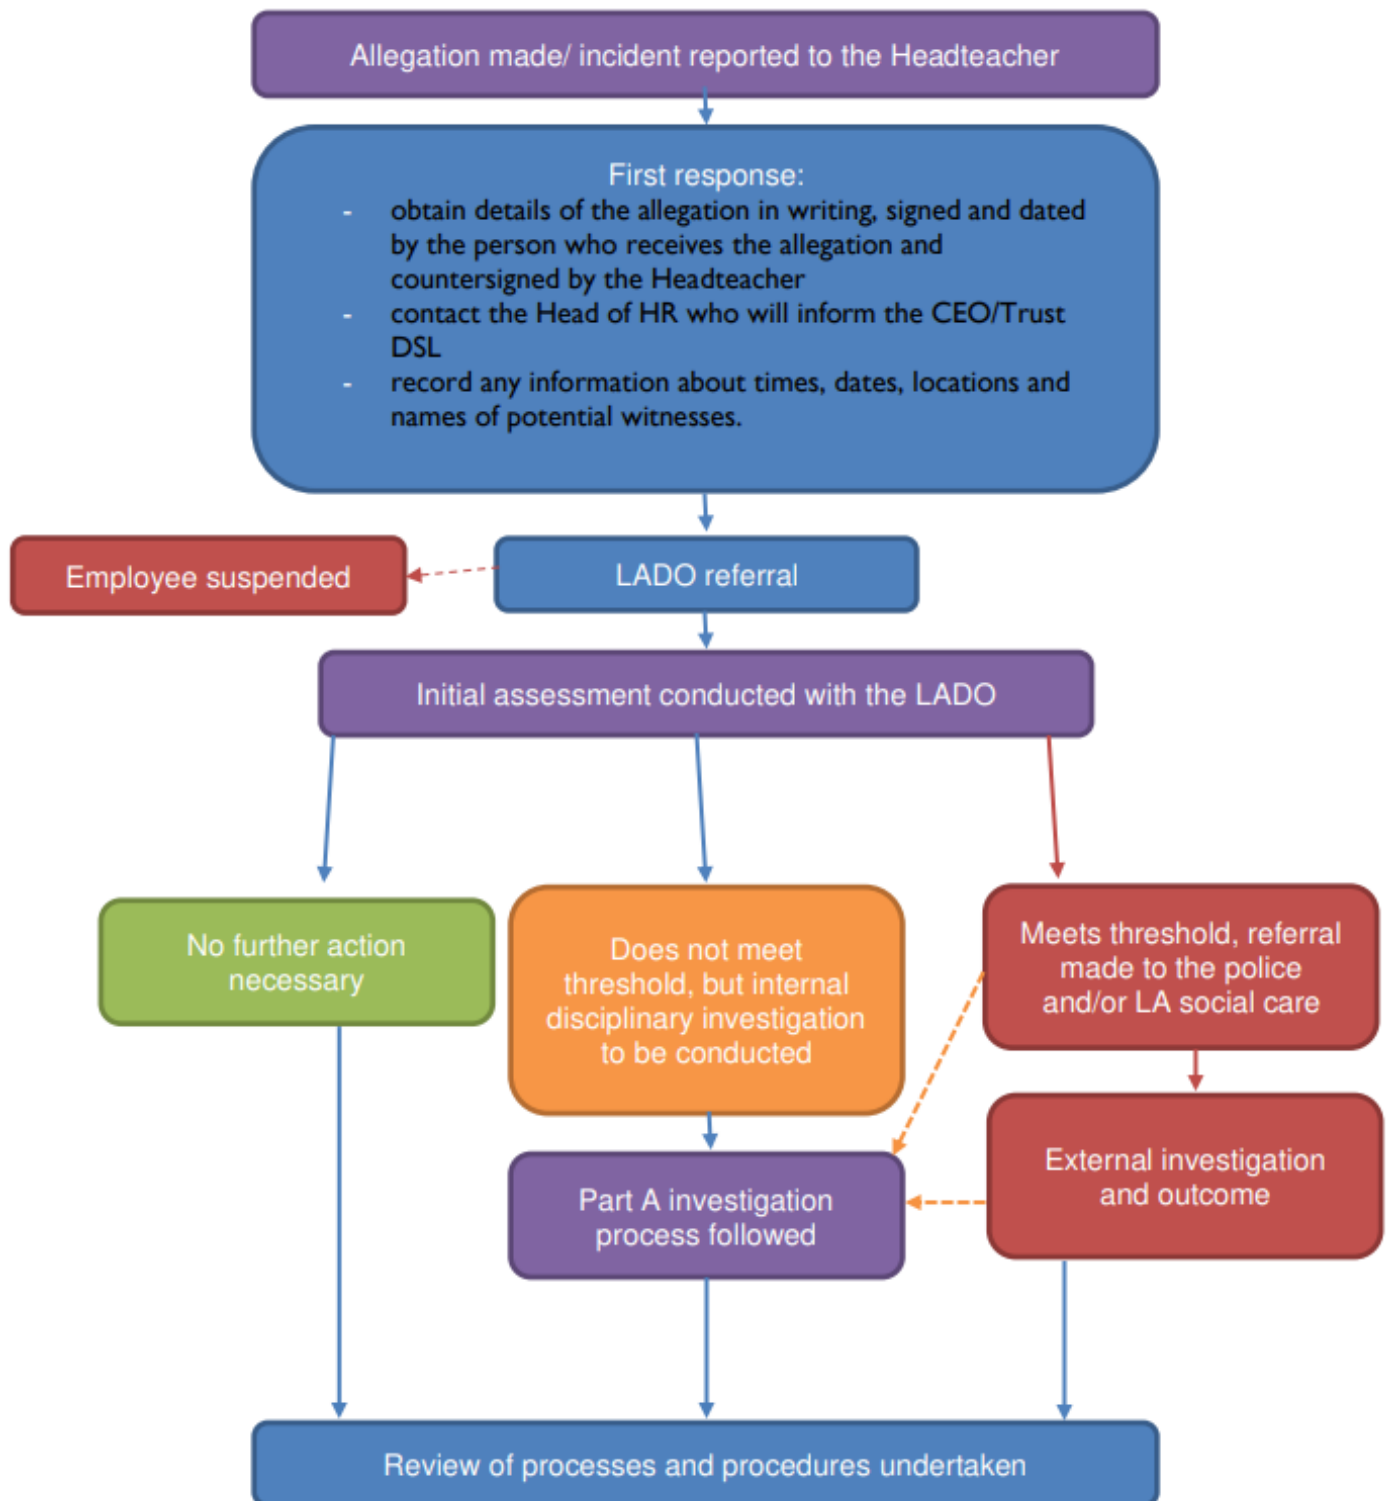 Allegation made/ incident reported to the Headteacher
First response:
- obtain details of the allegation in writing, signed and dated
by the person who receives the allegation and
countersigned by the Headteacher
- contact the Head of HR who will inform the CEO/Trust
DSL
- record any information about times, dates, locations and
names of potential witnesses.
Employee suspended
LADO referral
Initial assessment conducted with the LADO
No further action
necessary
Does not meet
threshold, but internal
disciplinary investigation
to be conducted
Meets threshold, referral
made to the police
and/or LA social care
Part A investigation
process followed
External investigation
and outcome
Review of processes and procedures undertaken